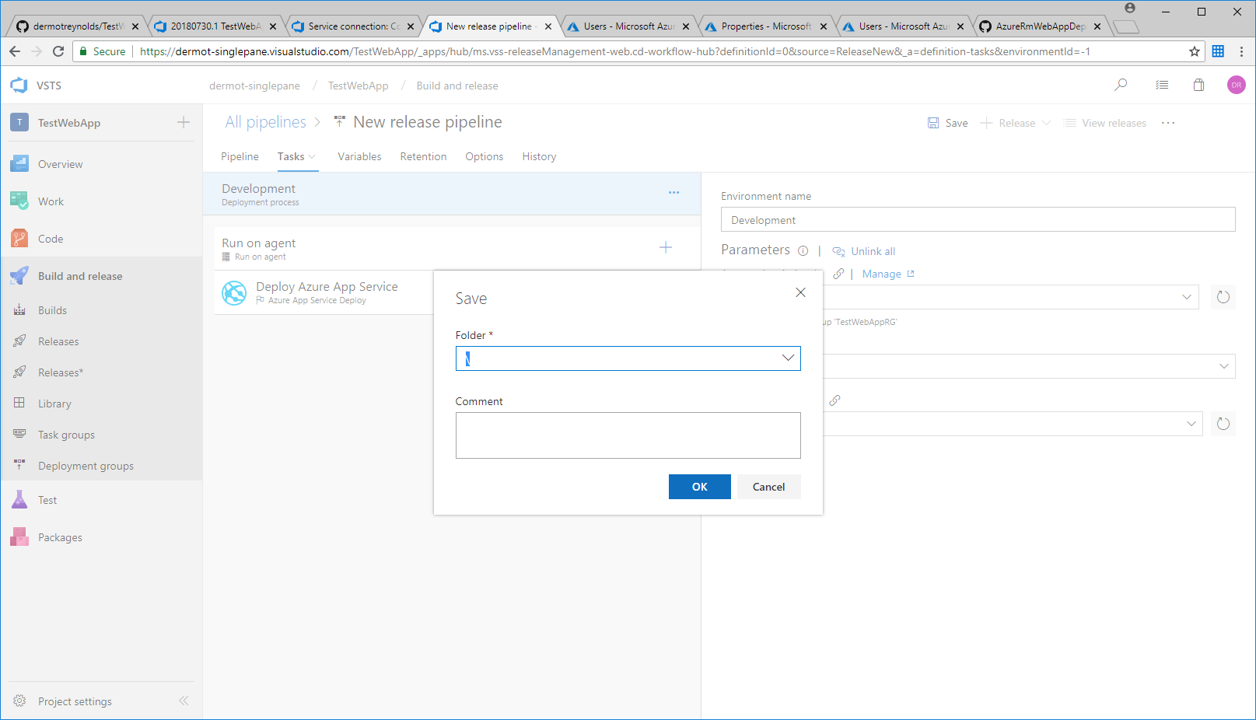 dermotreynolds/TestW
20180730.1 TestWebA
Service connection: Co
New release pipeline -
Users - Microsoft Azur
Properties - Microsoft
Users - Microsoft Azur
AzureRmWebAppDep
Secure
https://dermot-singlepane.visualstudio.com/TestWebApp/_apps/hub/ms.vss-releaseManagement-web.cd-workflow-hub?definitionId=0&source=ReleaseNew&_a=definition-tasks&environmentId=-1
VSTS
dermot-singlepane / TestWebApp / Build and release
DR
T TestWebApp
All pipelines > New release pipeline
Save
Release
View releases
Pipeline
Tasks
Variables
Retention
Options
History
Overview
Work
Code
Build and release
Builds
Releases
Releases*
Library
Task groups
Deployment groups
Test
Packages
Project settings
Development
Deployment process
Run on agent
Run on agent
Deploy Azure App Service
Azure App Service Deploy
Environment name
Development
Parameters | Unlink all
| Manage
up 'TestWebAppRG'
Save
Folder *
\
Comment
OK
Cancel